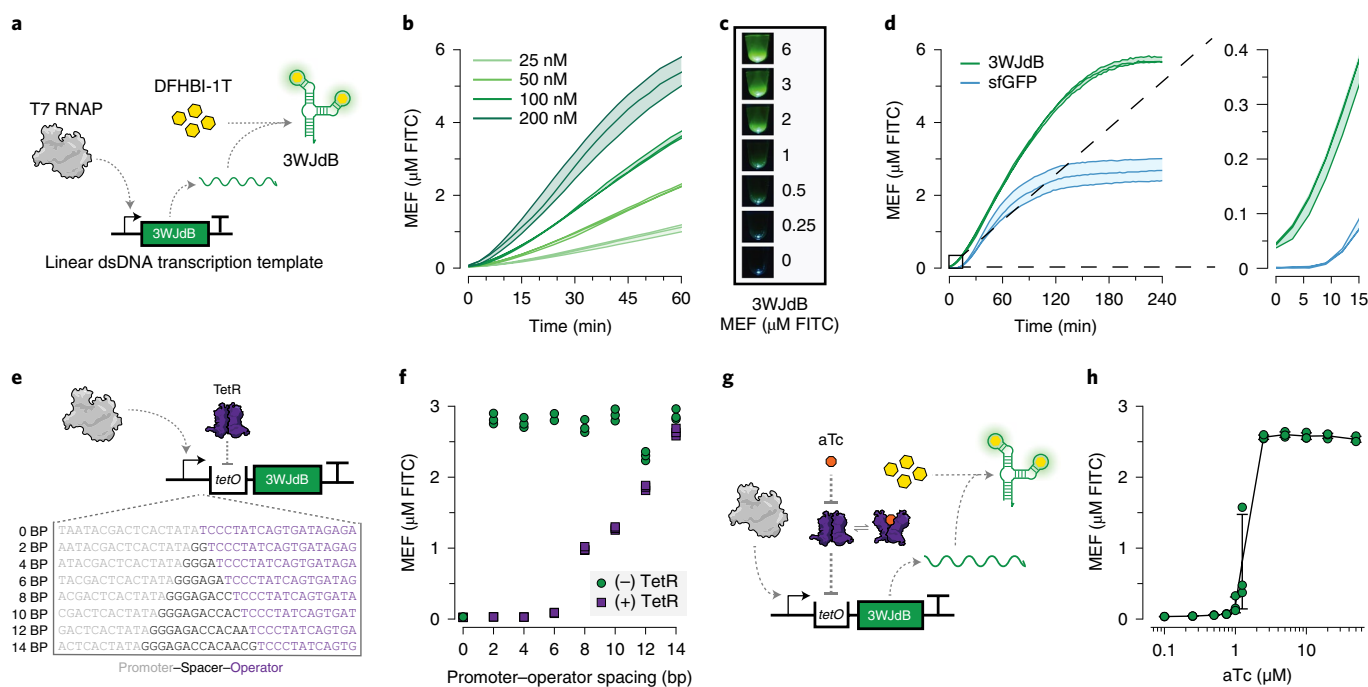 a
T7 RNAP
DFHBI-1T
3WJdB
3WJdB
Linear dsDNA transcription template
b
MEF (μM FITC)
6
4
2
0
25 nM
50 nM
100 nM
200 nM
0 15 30 45 60
Time (min)
c
6
3
2
1
0.5
0.25
0
3WJdB
MEF (μM FITC)
d
MEF (μM FITC)
6
4
2
0
3WJdB
sfGFP
0 60 120 180 240
Time (min)
0.4
0.3
0.2
0.1
0
0 5 10 15
e
TetR
tetO
3WJdB
0 BP TAATACGACTCACTATATCCCTATCAGTGATAGAGA
2 BP AATACGACTCACTATAGGTCCCTATCAGTGATAGAG
4 BP ATACGACTCACTATAGGGATCCCTATCAGTGATAGA
6 BP TACGACTCACTATAGGGAGATCCCTATCAGTGATAG
8 BP ACGACTCACTATAGGGAGACCTCCCTATCAGTGATA
10 BP CGACTCACTATAGGGAGACCACTCCCTATCAGTGAT
12 BP GACTCACTATAGGGAGACCACAATCCCTATCAGTGA
14 BP ACTCACTATAGGGAGACCACAACGTCCCTATCAGTG
Promoter–Spacer–Operator
f
MEF (μM FITC)
3
2
1
0
(–) TetR
(+) TetR
0 2 4 6 8 10 12 14
Promoter–operator spacing (bp)
g
aTc
tetO
3WJdB
h
MEF (μM FITC)
3
2
1
0
0.1 1 10
aTc (μM)